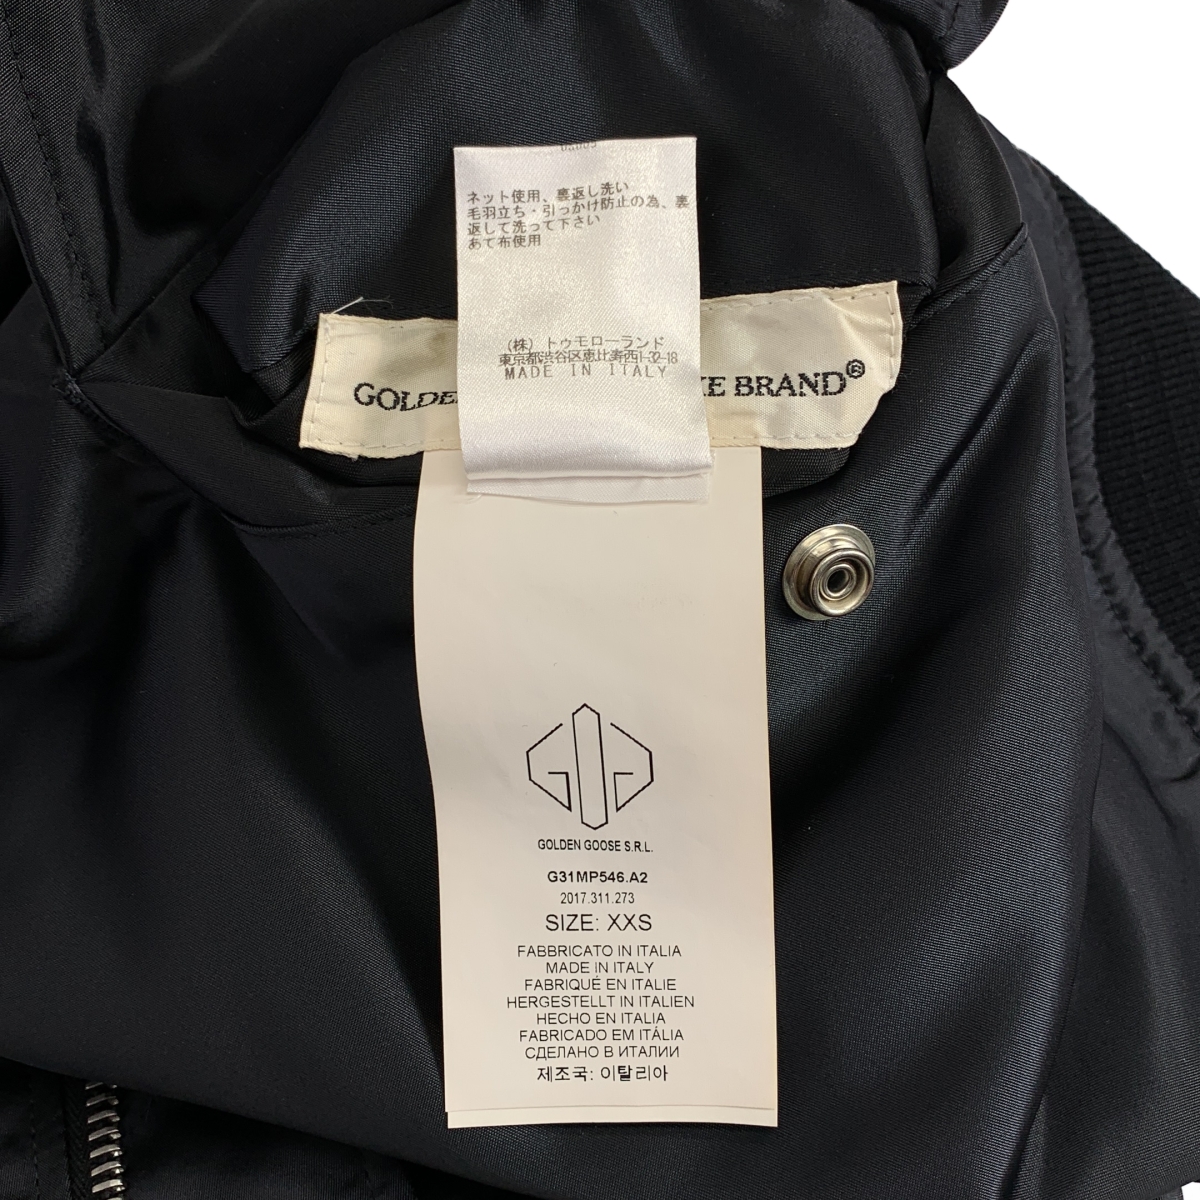 ネット使用、裏返し洗い
毛羽立ち・引っかけ防止の為、裏
返して洗って下さい
あて布使用
(株) トゥモローランド
東京都渋谷区恵比寿西1-32-18
MADE IN ITALY
BRAND®
GOLDEN GOOSE S.R.L.
G31MP546.A2
2017.311.273
SIZE: XXS
FABBRICATO IN ITALIA
MADE IN ITALY
FABRIQUÉ EN ITALIE
HERGESTELLT IN ITALIEN
HECHO EN ITALIA
FABRICADO EM ITÁLIA
СДЕЛАНО В ИТАЛИИ
제조국: 이탈리아